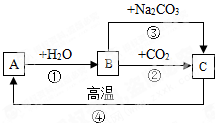 +Na₂CO₃
③
A +H₂O B +CO₂ C
① ②
高温
④